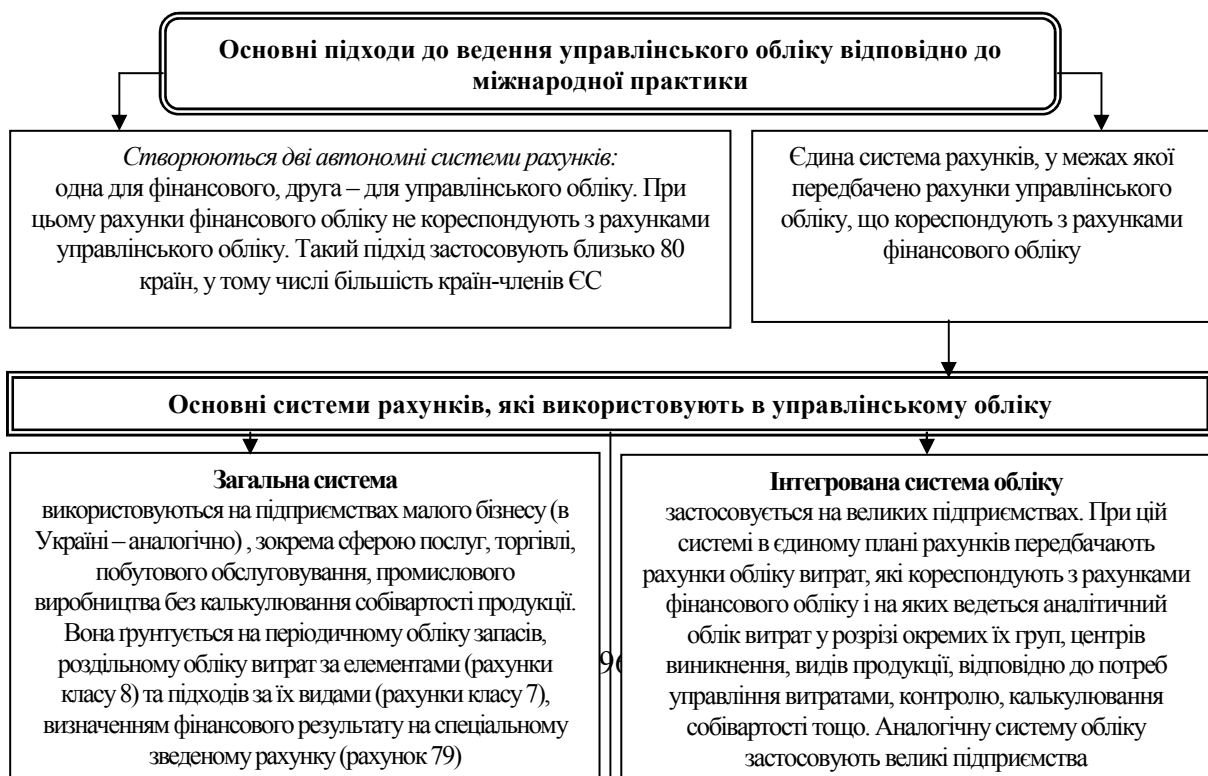 Основні підходи до ведення управлінського обліку відповідно до
міжнародної практики
Створюються дві автономні системи рахунків:
одна для фінансового, друга – для управлінського обліку. При
цьому рахунки фінансового обліку не кореспондують з рахунками
управлінського обліку. Такий підхід застосовують близько 80
країн, у тому числі більшість країн-членів ЄС
Єдина система рахунків, у межах якої
передбачено рахунки управлінського
обліку, що кореспондують з рахунками
фінансового обліку
Основні системи рахунків, які використовують в управлінському обліку
Загальна система
використовуються на підприємствах малого бізнесу (в
Україні – аналогічно) , зокрема сферою послуг, торгівлі,
побутового обслуговування, промислового
виробництва без калькулювання собівартості продукції.
Вона ґрунтується на періодичному обліку запасів,
роздільному обліку витрат за елементами (рахунки
класу 8) та підходів за їх видами (рахунки класу 7),
визначенням фінансового результату на спеціальному
зведеному рахунку (рахунок 79)
Інтегрована система обліку
застосовується на великих підприємствах. При цій
системі в єдиному плані рахунків передбачають
рахунки обліку витрат, які кореспондують з рахунками
фінансового обліку і на яких ведеться аналітичний
облік витрат у розрізі окремих їх груп, центрів
виникнення, видів продукції, відповідно до потреб
управління витратами, контролю, калькулювання
собівартості тощо. Аналогічну систему обліку
застосовують великі підприємства